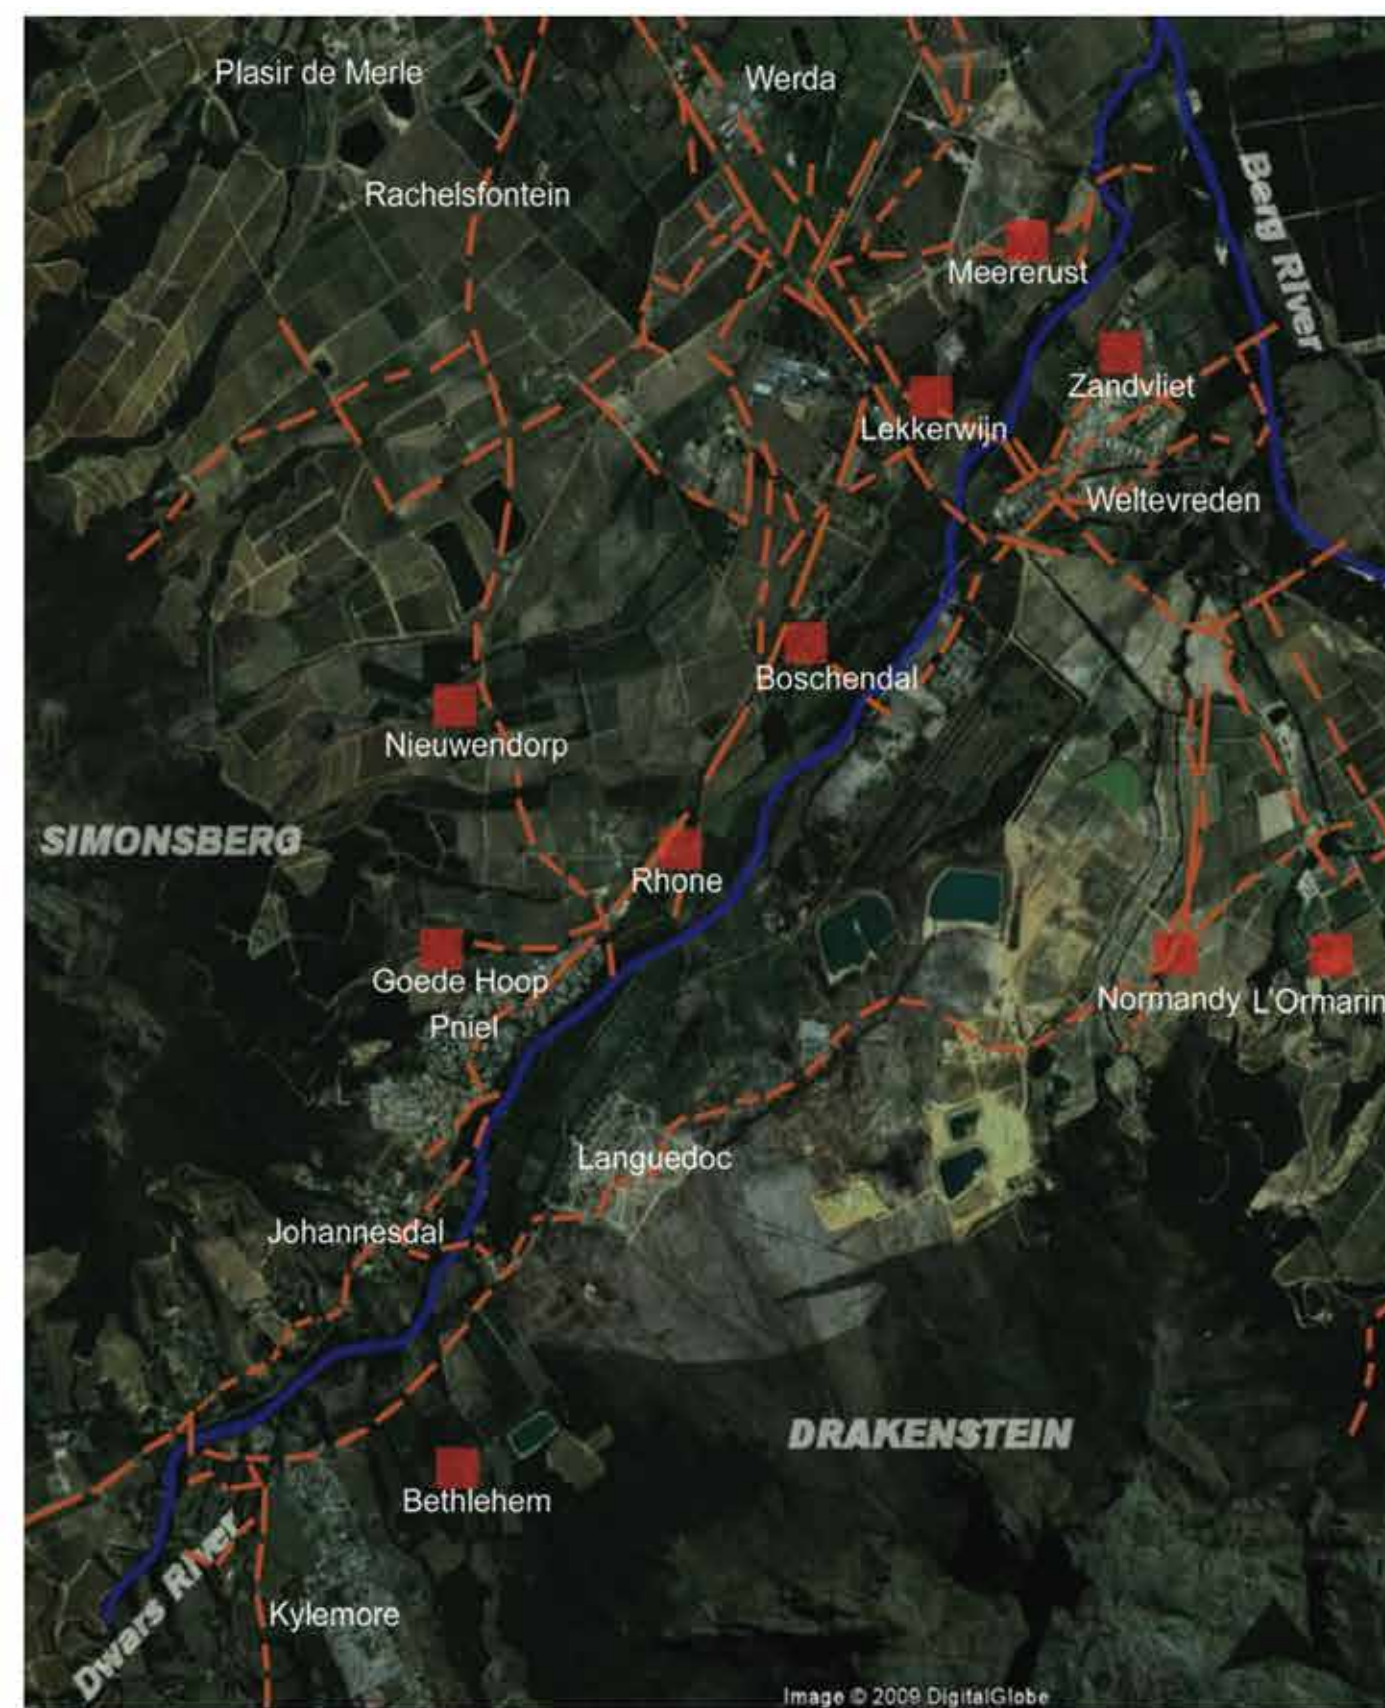 Plasir de Merle
Werda
Rachelsfontein
Berg River
Meererust
Zandvliet
Lekkerwijn
Weltevreden
Boschendal
Nieuwendorp
SIMONSBERG
Rhone
Goede Hoop
Normandy
L'Ormarin
Pniel
Languedoc
Johannesdal
DRAKENSTEIN
Bethlehem
Dwars River
Kylemore
Image © 2009 DigitalGlobe